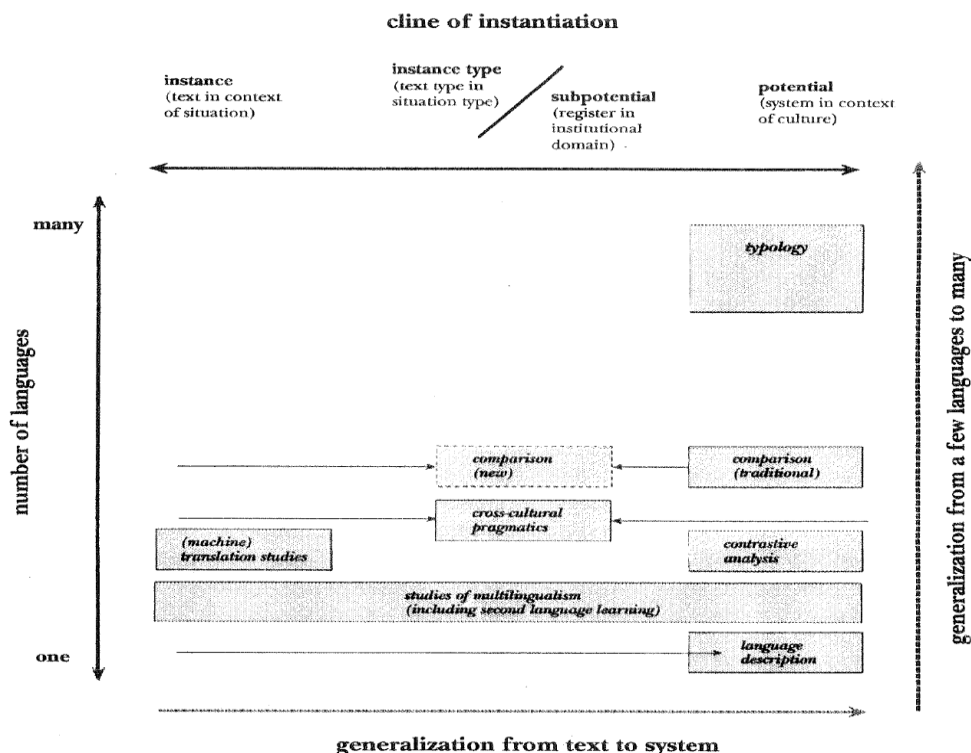 cline of instantiation
instance
(text in context
of situation)
instance type
(text type in
situation type)
subpotential
(register in
institutional
domain)
potential
(system in context
of culture)
many
number of languages
one
typology
comparison
(new)
comparison
(traditional)
cross-cultural
pragmatics
(machine)
translation studies
contrastive
analysis
studies of multilingualism
(including second language learning)
language
description
generalization from a few languages to many
generalization from text to system